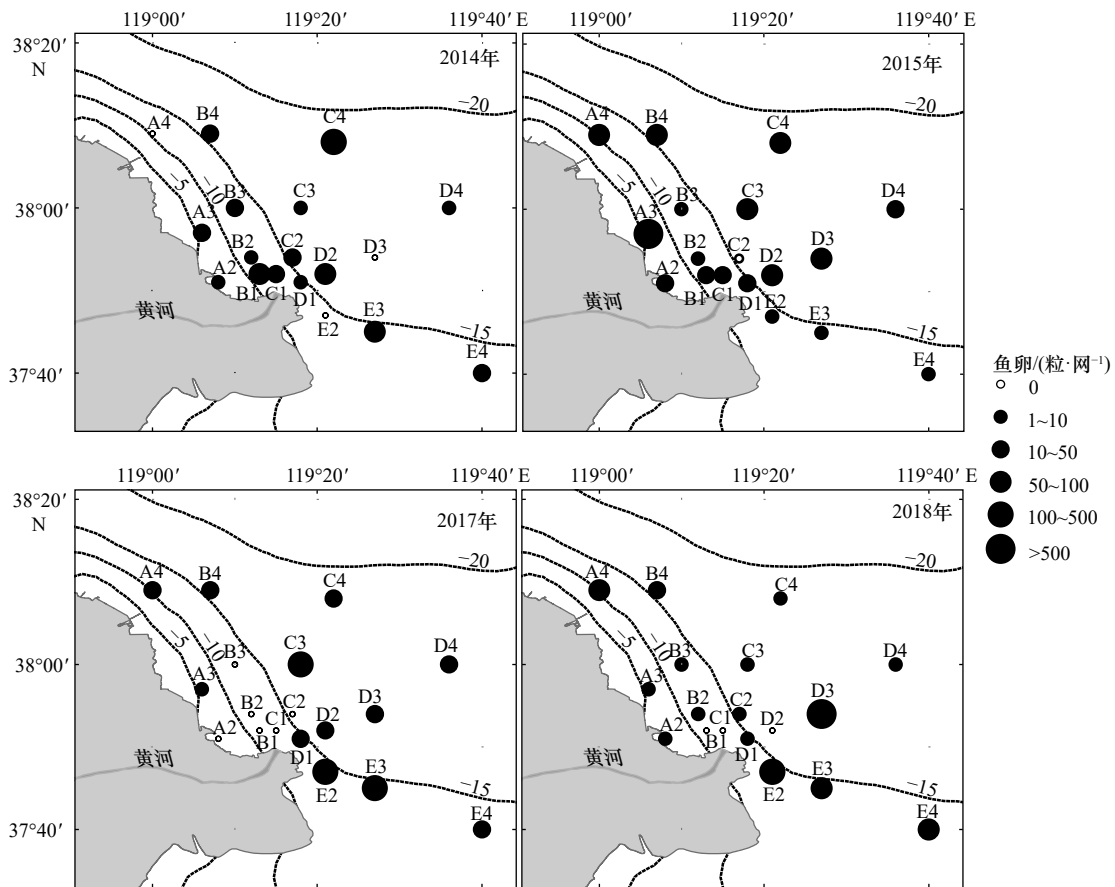 119°00′ 119°20′ 119°40′ E 119°00′ 119°20′ 119°40′ E
38°20′
N
38°00′
37°40′
2014年
−20
C4
B4
A4
−5
−10
B3
C3
D4
A3
B2
C2
D2
D3
A2
B1
C1
D1
黄河
E2
E3
−15
E4
2015年
−20
A4
B4
C4
−5
−10
B3
C3
D4
A3
B2
C2
D2
D3
A2
B1
C1
D1
E2
黄河
E3
−15
E4
鱼卵/(粒·网⁻¹)
0
1~10
10~50
50~100
100~500
>500
119°00′ 119°20′ 119°40′ E 119°00′ 119°20′ 119°40′ E
38°20′
N
38°00′
37°40′
2017年
−20
A4
B4
C4
−5
−10
B3
C3
D4
A3
B2
C2
D2
D3
A2
B1
C1
D1
黄河
E2
E3
−15
E4
2018年
−20
A4
B4
C4
−5
−10
B3
C3
D4
A3
B2
C2
D3
A2
B1
C1
D2
D1
黄河
E2
E3
−15
E4